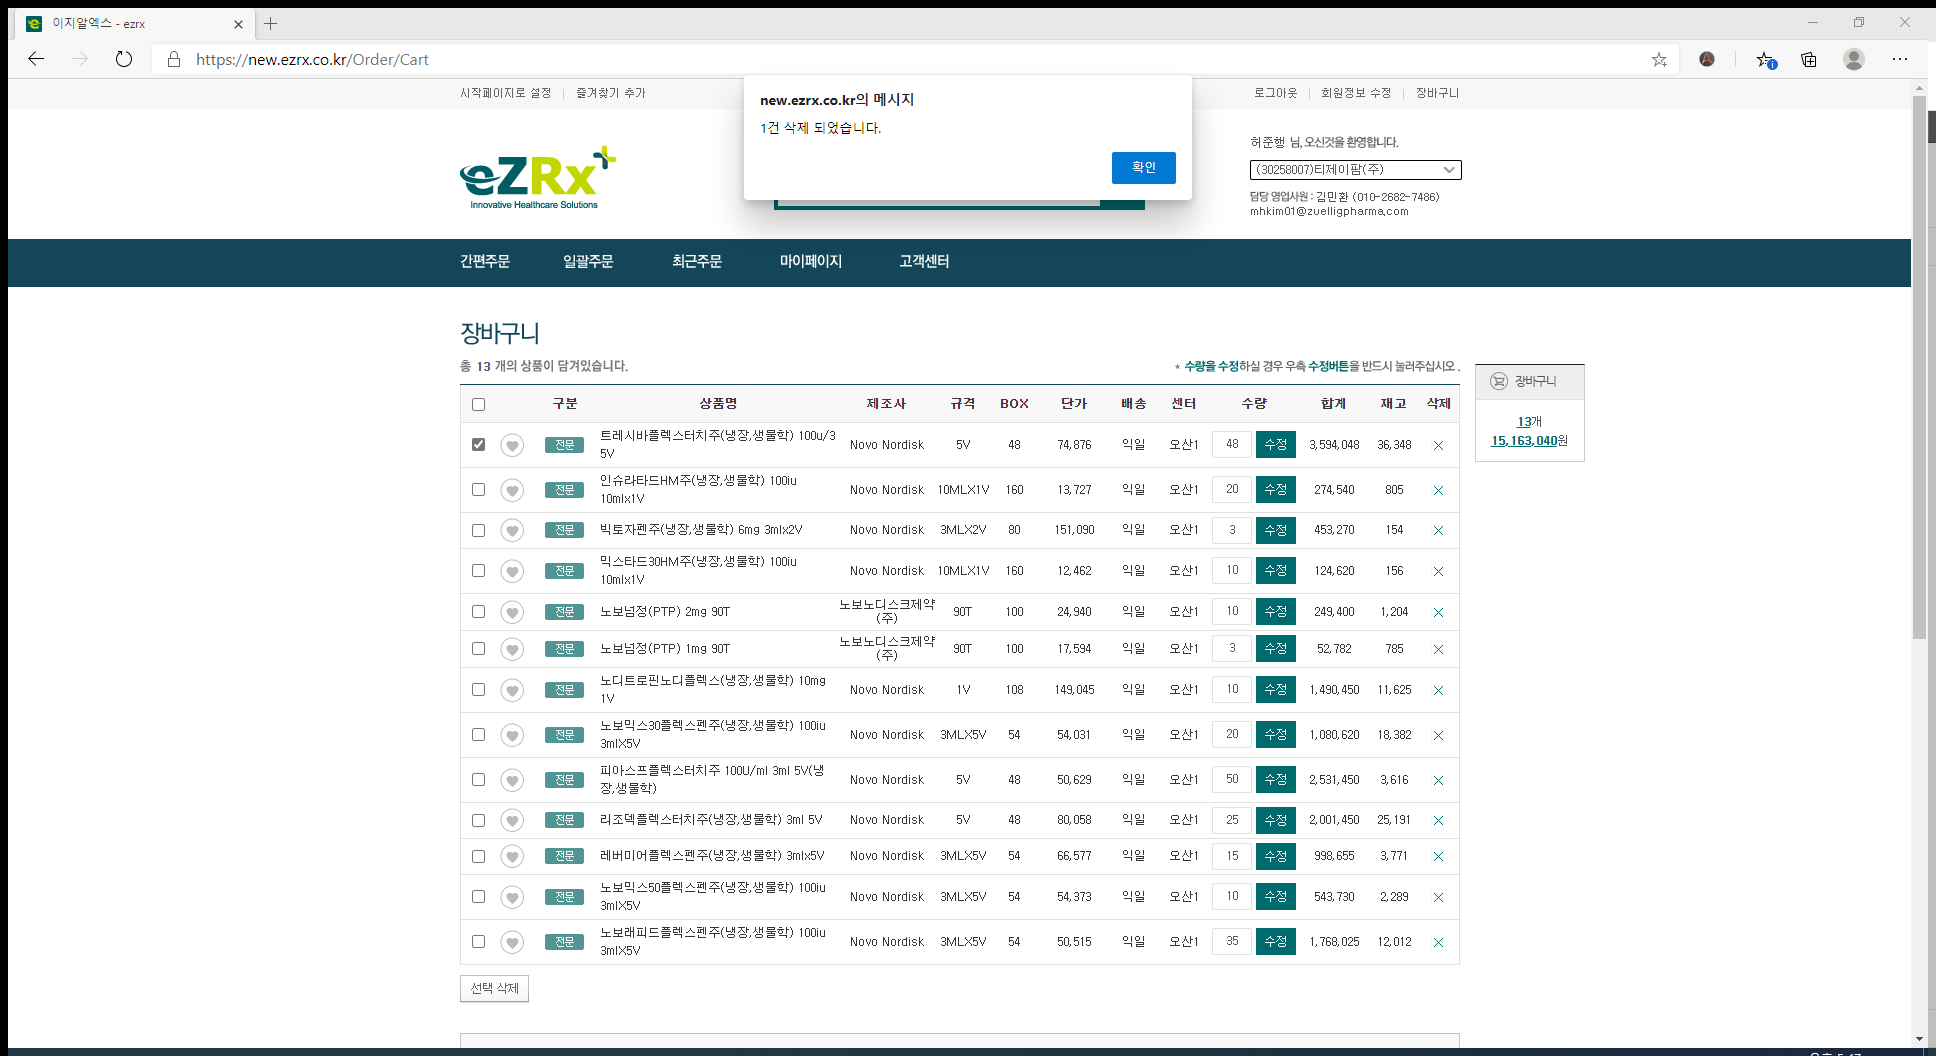 이지알엑스 - ezrx
https://new.ezrx.co.kr/Order/Cart
시작페이지로 설정 | 즐겨찾기 추가
로그아웃 | 회원정보 수정 | 장바구니
new.ezrx.co.kr의 메시지
1건 삭제 되었습니다.
확인
eZRx
Innovative Healthcare Solutions
허준행 님, 오신것을 환영합니다.
(30258007)티제이팜(주)
담당 영업사원 : 김민환 (010-2682-7486)
mhkim01@zuelligpharma.com
간편주문 일괄주문 최근주문 마이페이지 고객센터
장바구니
총 13 개의 상품이 담겨있습니다.
* 수량을 수정하실 경우 우측 수정버튼을 반드시 눌러주십시오 .
장바구니
13개
15,163,040원
구분 상품명 제조사 규격 BOX 단가 배송 센터 수량 합계 재고 삭제
전문 트레시바플렉스터치주(냉장,생물학) 100u/3 5V Novo Nordisk 5V 48 74,876 익일 오산1 48 수정 3,594,048 36,348
전문 인슈라타드HM주(냉장,생물학) 100iu 10mlx1V Novo Nordisk 10MLX1V 160 13,727 익일 오산1 20 수정 274,540 805
전문 빅토자펜주(냉장,생물학) 6mg 3mlx2V Novo Nordisk 3MLX2V 80 151,090 익일 오산1 3 수정 453,270 154
전문 믹스타드30HM주(냉장,생물학) 100iu 10mlx1V Novo Nordisk 10MLX1V 160 12,462 익일 오산1 10 수정 124,620 156
전문 노보넘정(PTP) 2mg 90T 노보노디스크제약(주) 90T 100 24,940 익일 오산1 10 수정 249,400 1,204
전문 노보넘정(PTP) 1mg 90T 노보노디스크제약(주) 90T 100 17,594 익일 오산1 3 수정 52,782 785
전문 노디트로핀노디플렉스(냉장,생물학) 10mg 1V Novo Nordisk 1V 108 149,045 익일 오산1 10 수정 1,490,450 11,625
전문 노보믹스30플렉스펜주(냉장,생물학) 100iu 3mlX5V Novo Nordisk 3MLX5V 54 54,031 익일 오산1 20 수정 1,080,620 18,382
전문 피아스프플렉스터치주 100U/ml 3ml 5V(냉장,생물학) Novo Nordisk 5V 48 50,629 익일 오산1 50 수정 2,531,450 3,616
전문 리조덱플렉스터치주(냉장,생물학) 3ml 5V Novo Nordisk 5V 48 80,058 익일 오산1 25 수정 2,001,450 25,191
전문 레버미어플렉스펜주(냉장,생물학) 3mlx5V Novo Nordisk 3MLX5V 54 66,577 익일 오산1 15 수정 998,655 3,771
전문 노보믹스50플렉스펜주(냉장,생물학) 100iu 3mlX5V Novo Nordisk 3MLX5V 54 54,373 익일 오산1 10 수정 543,730 2,289
전문 노보래피드플렉스펜주(냉장,생물학) 100iu 3mlX5V Novo Nordisk 3MLX5V 54 50,515 익일 오산1 35 수정 1,768,025 12,012
선택 삭제